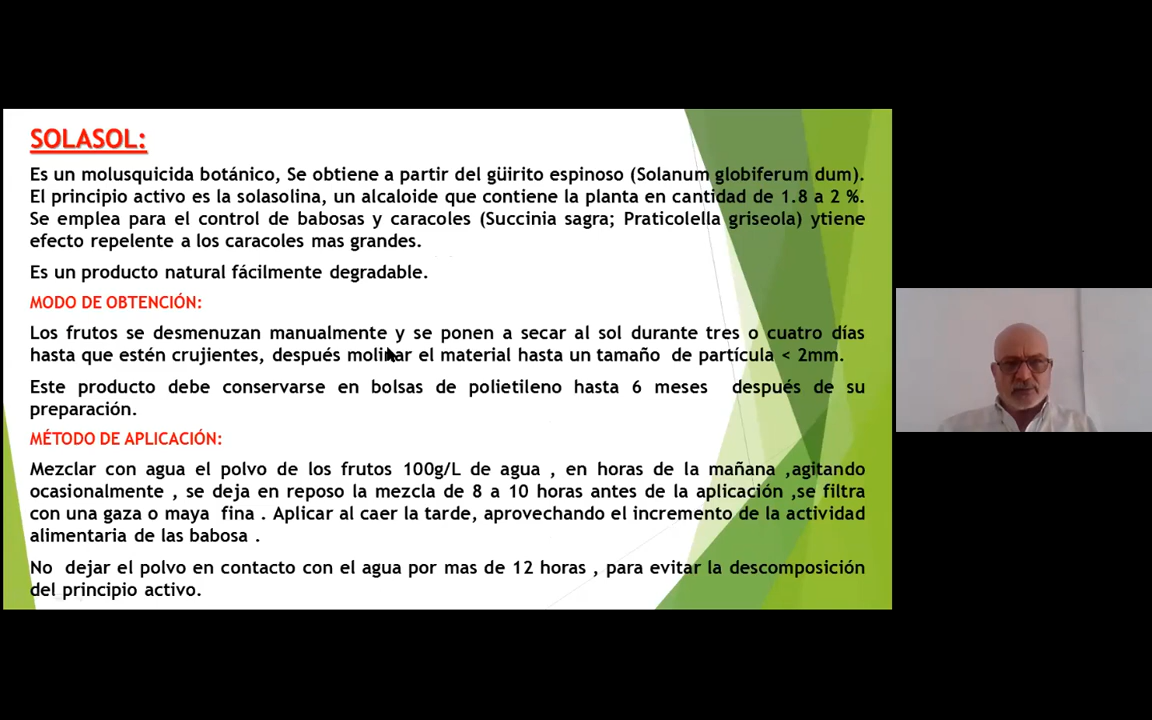 SOLASOL:
Es un molusquicida botánico, Se obtiene a partir del güirito espinoso (Solanum globiferum dum).
El principio activo es la solasolina, un alcaloide que contiene la planta en cantidad de 1.8 a 2 %.
Se emplea para el control de babosas y caracoles (Succinia sagra; Praticolella griseola) ytiene
efecto repelente a los caracoles mas grandes.
Es un producto natural fácilmente degradable.
MODO DE OBTENCIÓN:
Los frutos se desmenuzan manualmente y se ponen a secar al sol durante tres o cuatro días
hasta que estén crujientes, después molinar el material hasta un tamaño de partícula < 2mm.
Este producto debe conservarse en bolsas de polietileno hasta 6 meses después de su
preparación.
MÉTODO DE APLICACIÓN:
Mezclar con agua el polvo de los frutos 100g/L de agua , en horas de la mañana ,agitando
ocasionalmente , se deja en reposo la mezcla de 8 a 10 horas antes de la aplicación ,se filtra
con una gaza o maya fina . Aplicar al caer la tarde, aprovechando el incremento de la actividad
alimentaria de las babosa .
No dejar el polvo en contacto con el agua por mas de 12 horas , para evitar la descomposición
del principio activo.